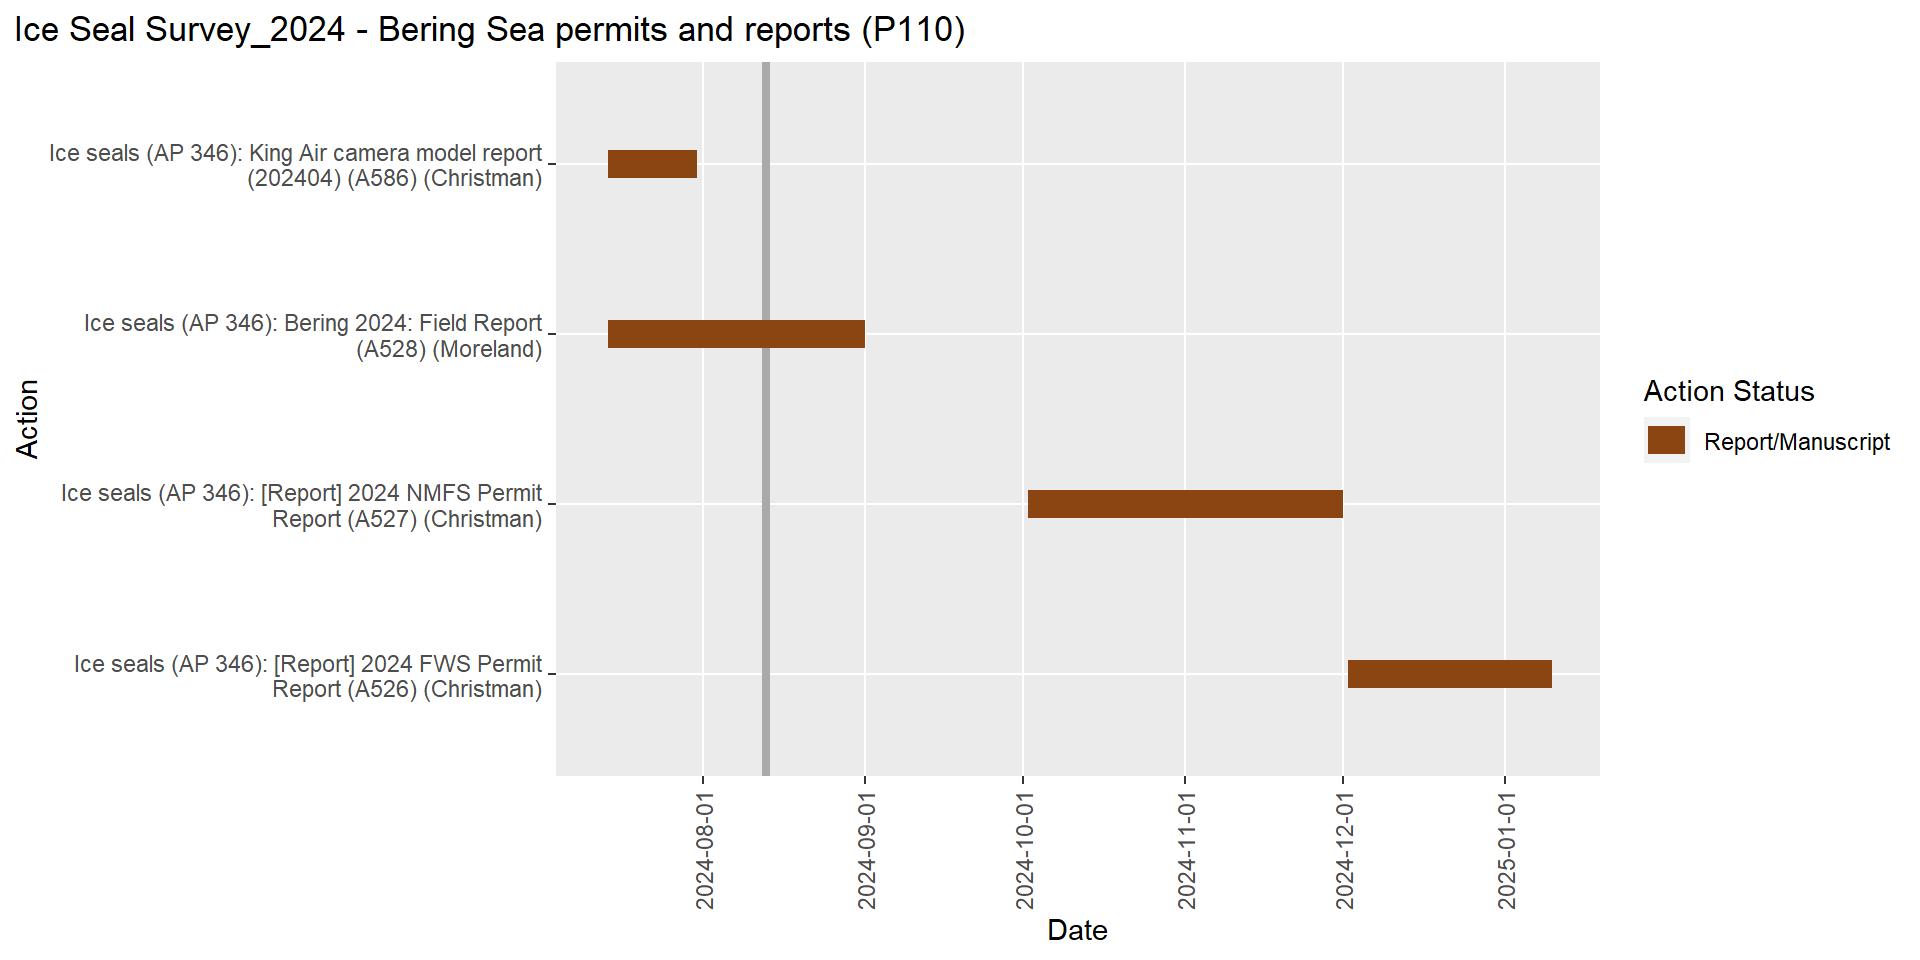 Ice Seal Survey_2024 - Bering Sea permits and reports (P110)
Ice seals (AP 346): King Air camera model report
(202404) (A586) (Christman)
Ice seals (AP 346): Bering 2024: Field Report
(A528) (Moreland)
Ice seals (AP 346): [Report] 2024 NMFS Permit
Report (A527) (Christman)
Ice seals (AP 346): [Report] 2024 FWS Permit
Report (A526) (Christman)
Action
2024-08-01
2024-09-01
2024-10-01
2024-11-01
2024-12-01
2025-01-01
Date
Action Status
Report/Manuscript